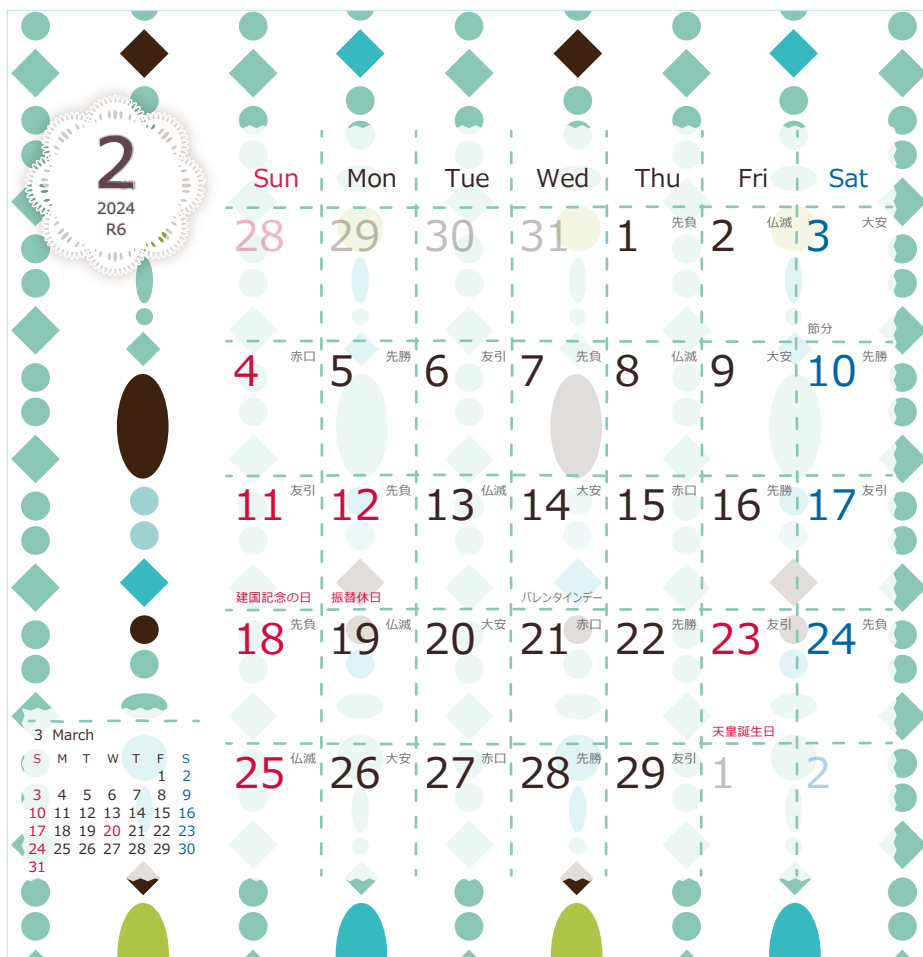 2
2024
R6
Sun Mon Tue Wed Thu Fri Sat
28 29 30 31 1 先負 2 仏滅 3 大安
節分
4 赤口 5 先勝 6 友引 7 先負 8 仏滅 9 大安 10 先勝
11 友引 12 先負 13 仏滅 14 大安 15 赤口 16 先勝 17 友引
建国記念の日 振替休日 バレンタインデー
18 先負 19 仏滅 20 大安 21 赤口 22 先勝 23 友引 24 先負
天皇誕生日
25 仏滅 26 大安 27 赤口 28 先勝 29 友引 1 2
3 March
S M T W T F S
1 2
3 4 5 6 7 8 9
10 11 12 13 14 15 16
17 18 19 20 21 22 23
24 25 26 27 28 29 30
31